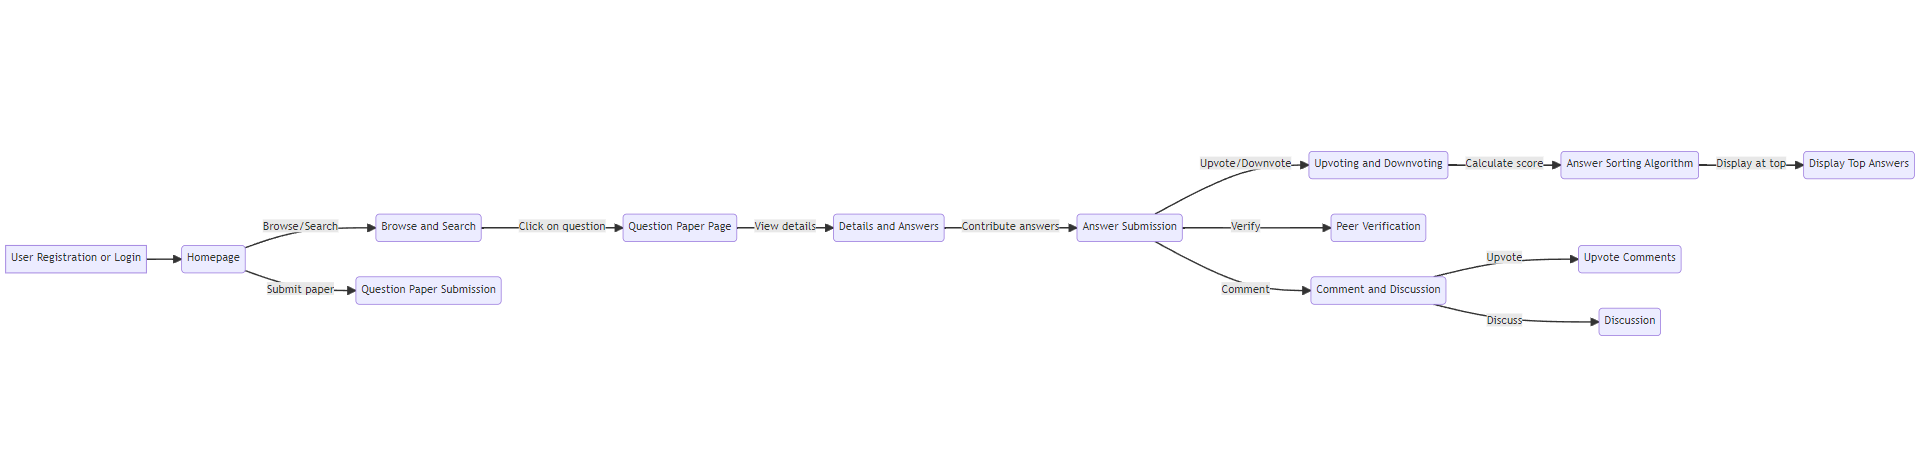 User Registration or Login
Homepage
Browse/Search
Submit paper
Browse and Search
Question Paper Submission
Click on question
Question Paper Page
View details
Details and Answers
Contribute answers
Answer Submission
Upvote/Downvote
Verify
Comment
Upvoting and Downvoting
Peer Verification
Comment and Discussion
Calculate score
Upvote
Discuss
Answer Sorting Algorithm
Upvote Comments
Discussion
Display at top
Display Top Answers